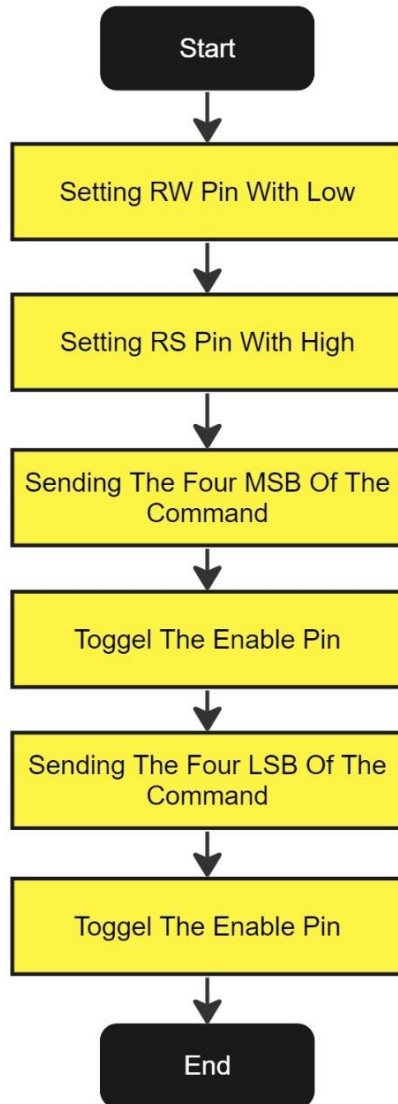 Start
Setting RW Pin With Low
Setting RS Pin With High
Sending The Four MSB Of The
Command
Toggel The Enable Pin
Sending The Four LSB Of The
Command
Toggel The Enable Pin
End